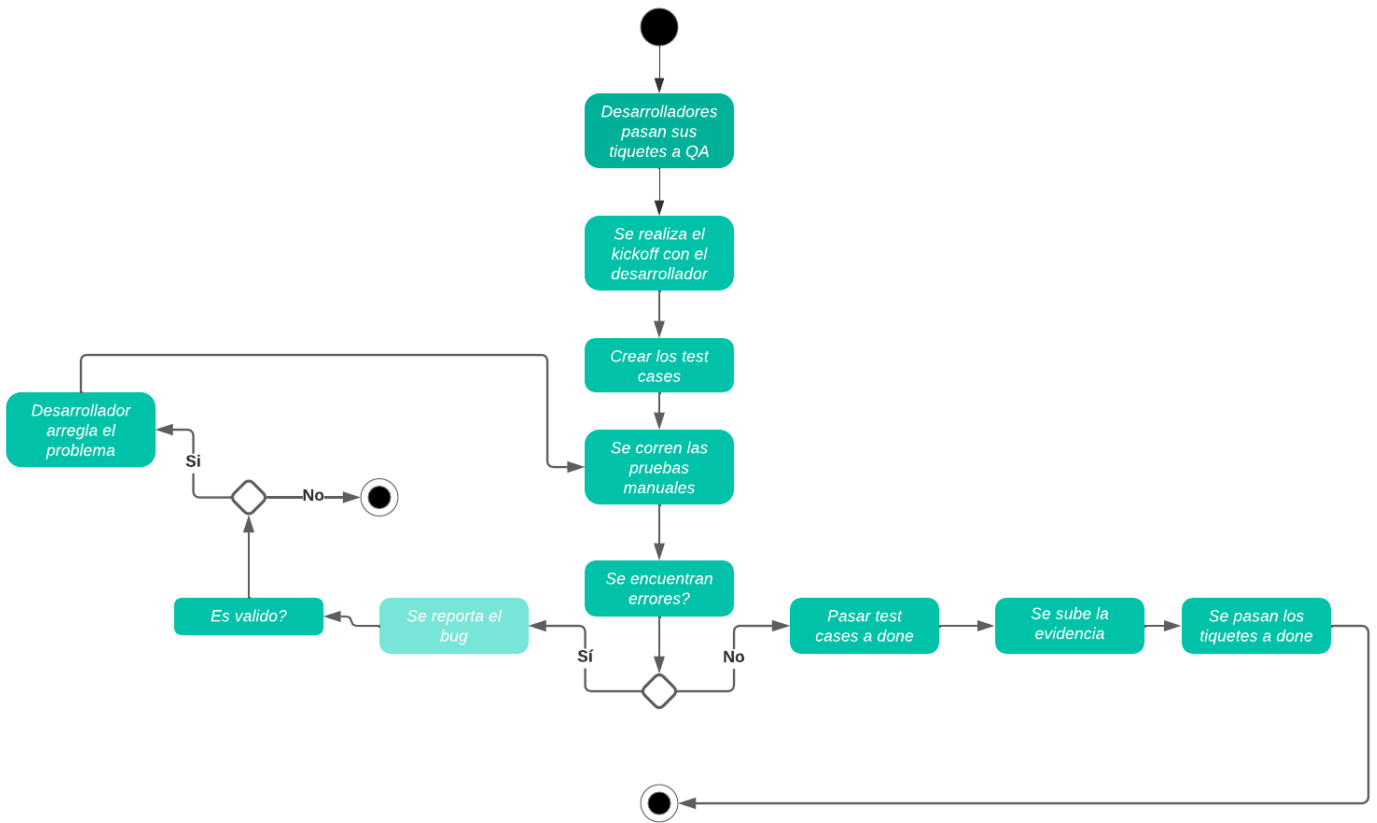 Desarrolladores
pasan sus
tiquetes a QA
Se realiza el
kickoff con el
desarrollador
Crear los test
cases
Desarrollador
arregla el
problema
Se corren las
pruebas
manuales
Si
No
Se encuentran
errores?
Es valido?
Se reporta el
bug
Pasar test
cases a done
Se sube la
evidencia
Se pasan los
tiquetes a done
Sí
No